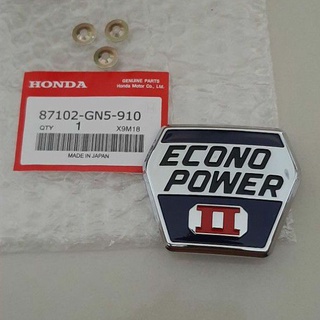 HONDA
GENUINE PARTS
Honda Motor Co., Ltd.
87102-GN5-910
QTY 1 X9M18
MADE IN JAPAN
ECONO
POWER
II